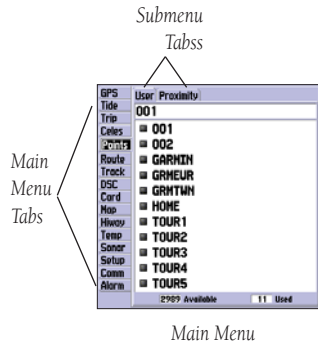 Submenu
Tabss
Main
Menu
Tabs
GPS
Tide
Trip
Celes
Points
Route
Track
DSC
Card
Map
Hiway
Temp
Sonar
Setup
Comm
Alarm
User Proximity
001
001
002
GARMIN
GRMEUR
GRMTWN
HOME
TOUR1
TOUR2
TOUR3
TOUR4
TOUR5
2989 Available 11 Used
Main Menu